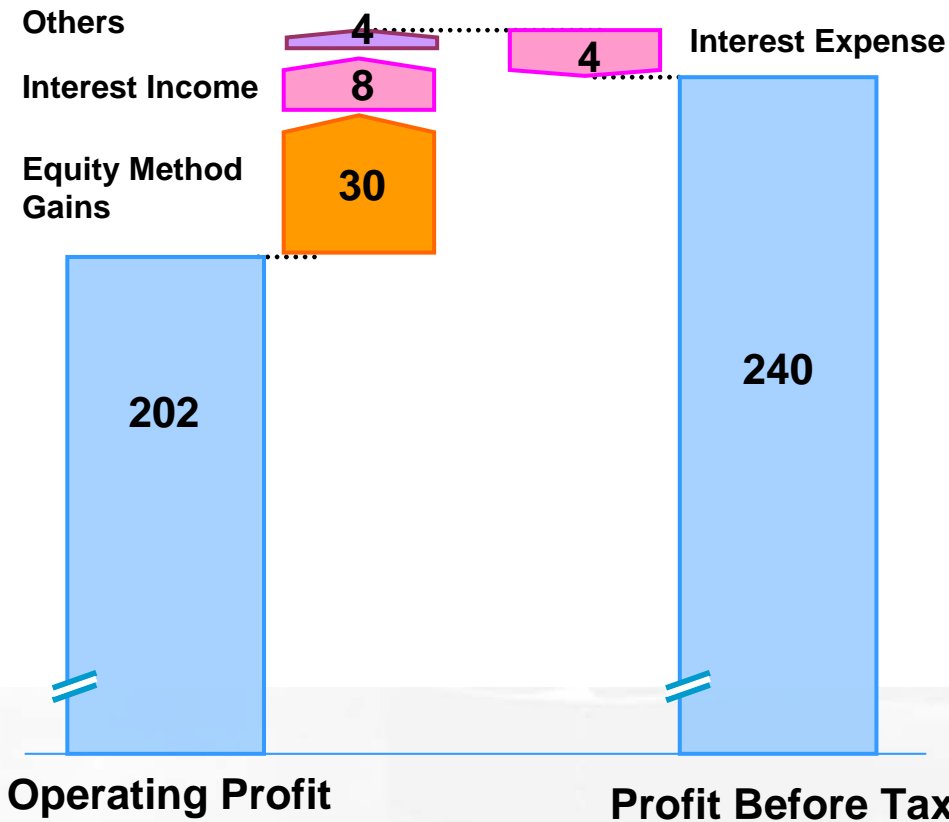 Others
4
Interest Expense
4
Interest Income
8
Equity Method
Gains
30
202
240
Operating Profit
Profit Before Tax